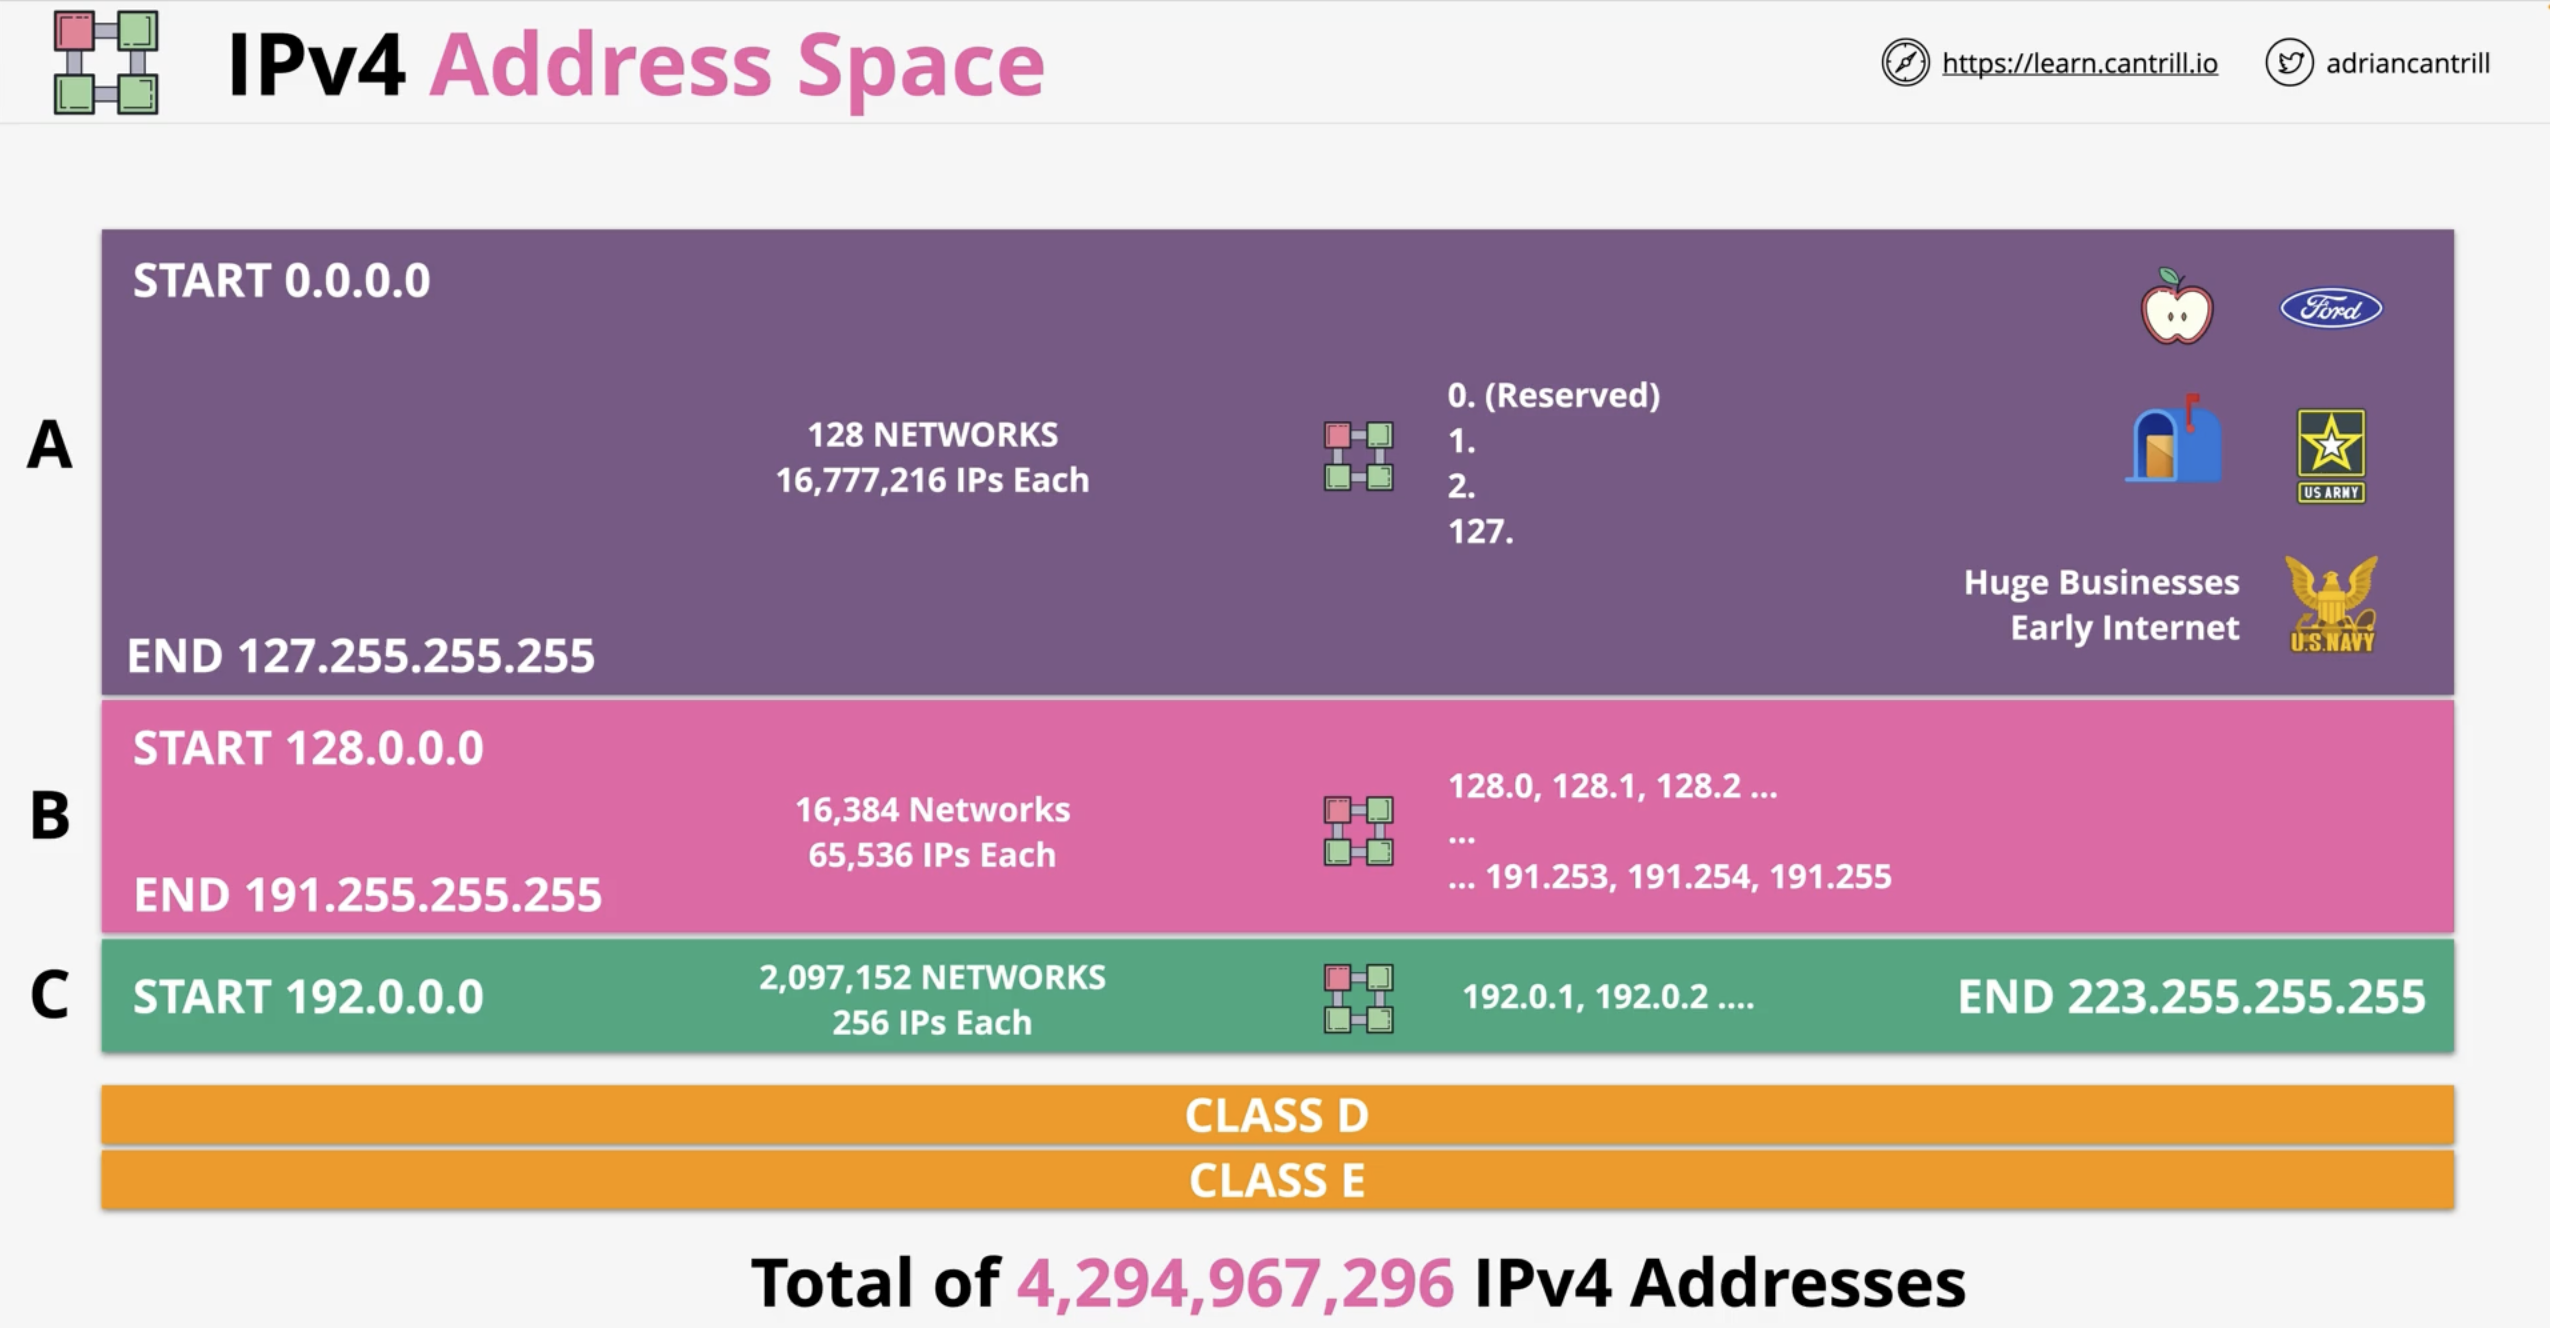 IPv4 Address Space
https://learn.cantrill.io
adriancantrill
A
START 0.0.0.0
128 NETWORKS
16,777,216 IPs Each
0. (Reserved)
1.
2.
127.
Ford
US ARMY
Huge Businesses
Early Internet
U.S.NAVY
END 127.255.255.255
B
START 128.0.0.0
16,384 Networks
65,536 IPs Each
128.0, 128.1, 128.2 ...
...
... 191.253, 191.254, 191.255
END 191.255.255.255
C
START 192.0.0.0
2,097,152 NETWORKS
256 IPs Each
192.0.1, 192.0.2 ....
END 223.255.255.255
CLASS D
CLASS E
Total of 4,294,967,296 IPv4 Addresses